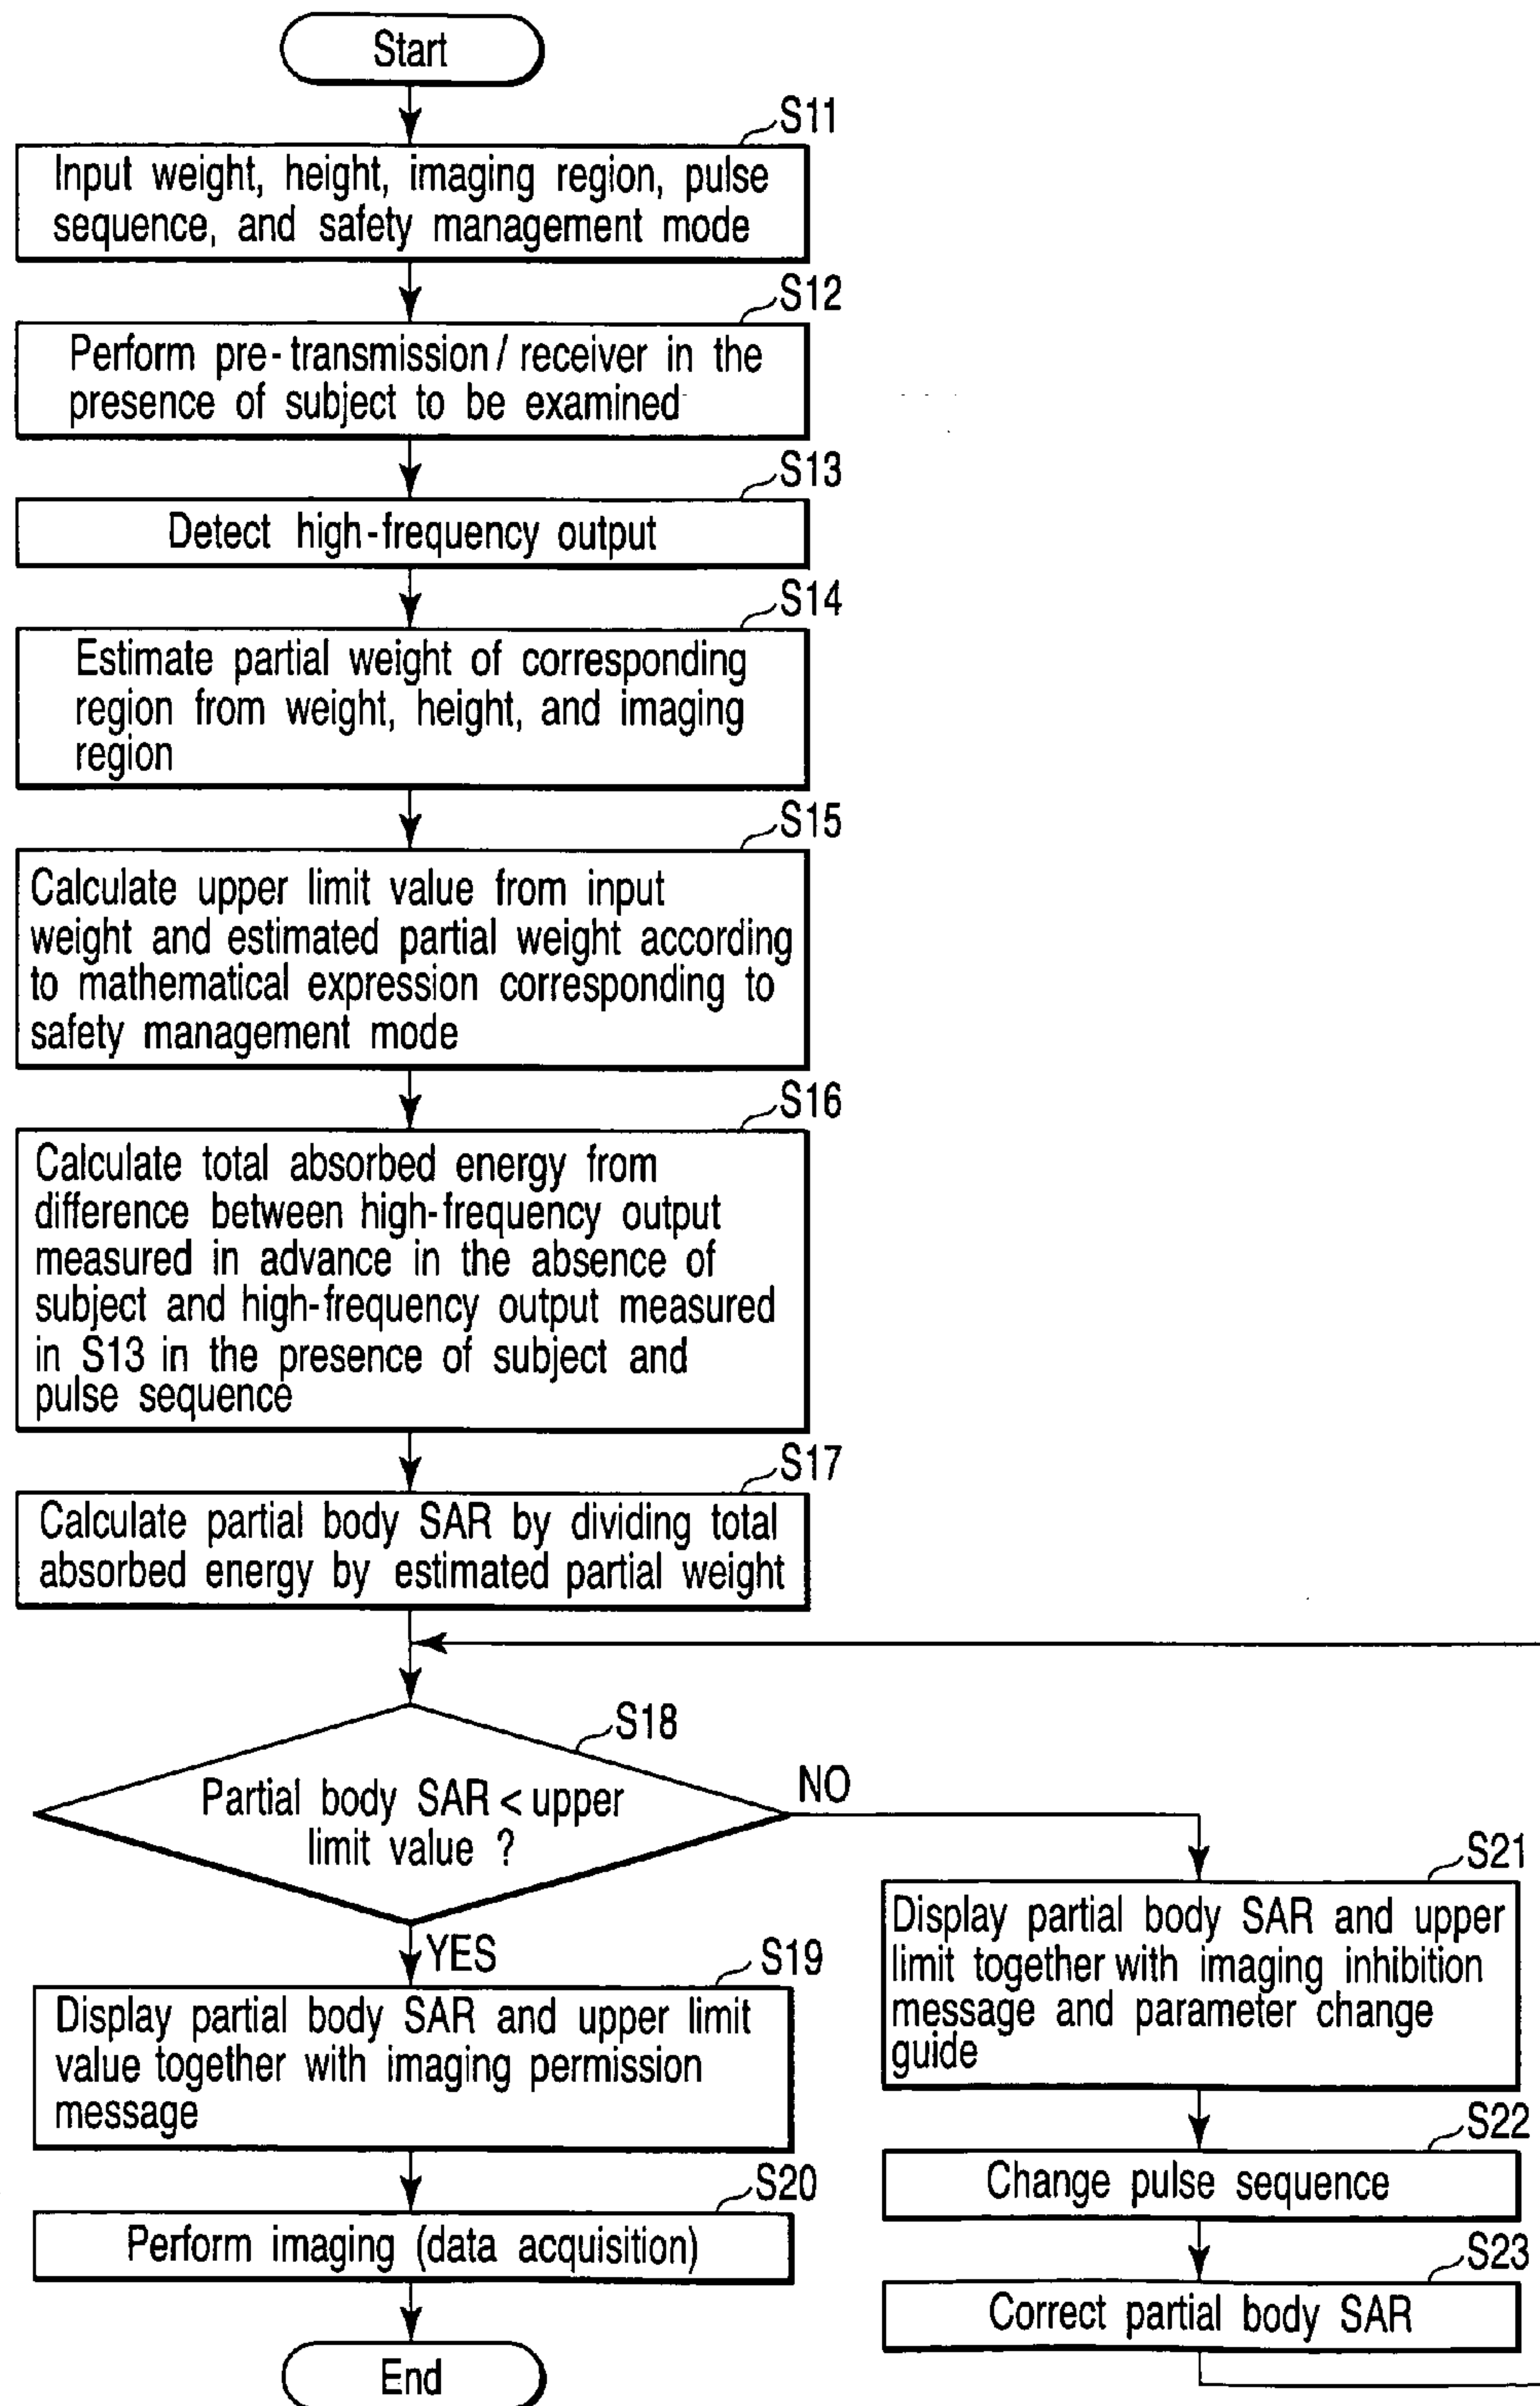 Start
S11
Input weight, height, imaging region, pulse
sequence, and safety management mode
S12
Perform pre-transmission/receiver in the
presence of subject to be examined
S13
Detect high-frequency output
S14
Estimate partial weight of corresponding
region from weight, height, and imaging
region
S15
Calculate upper limit value from input
weight and estimated partial weight according
to mathematical expression corresponding to
safety management mode
S16
Calculate total absorbed energy from
difference between high-frequency output
measured in advance in the absence of
subject and high-frequency output measured
in S13 in the presence of subject and
pulse sequence
S17
Calculate partial body SAR by dividing total
absorbed energy by estimated partial weight
S18
Partial body SAR < upper
limit value ?
NO
YES
S19
Display partial body SAR and upper limit
value together with imaging permission
message
S20
Perform imaging (data acquisition)
End
S21
Display partial body SAR and upper
limit together with imaging inhibition
message and parameter change
guide
S22
Change pulse sequence
S23
Correct partial body SAR